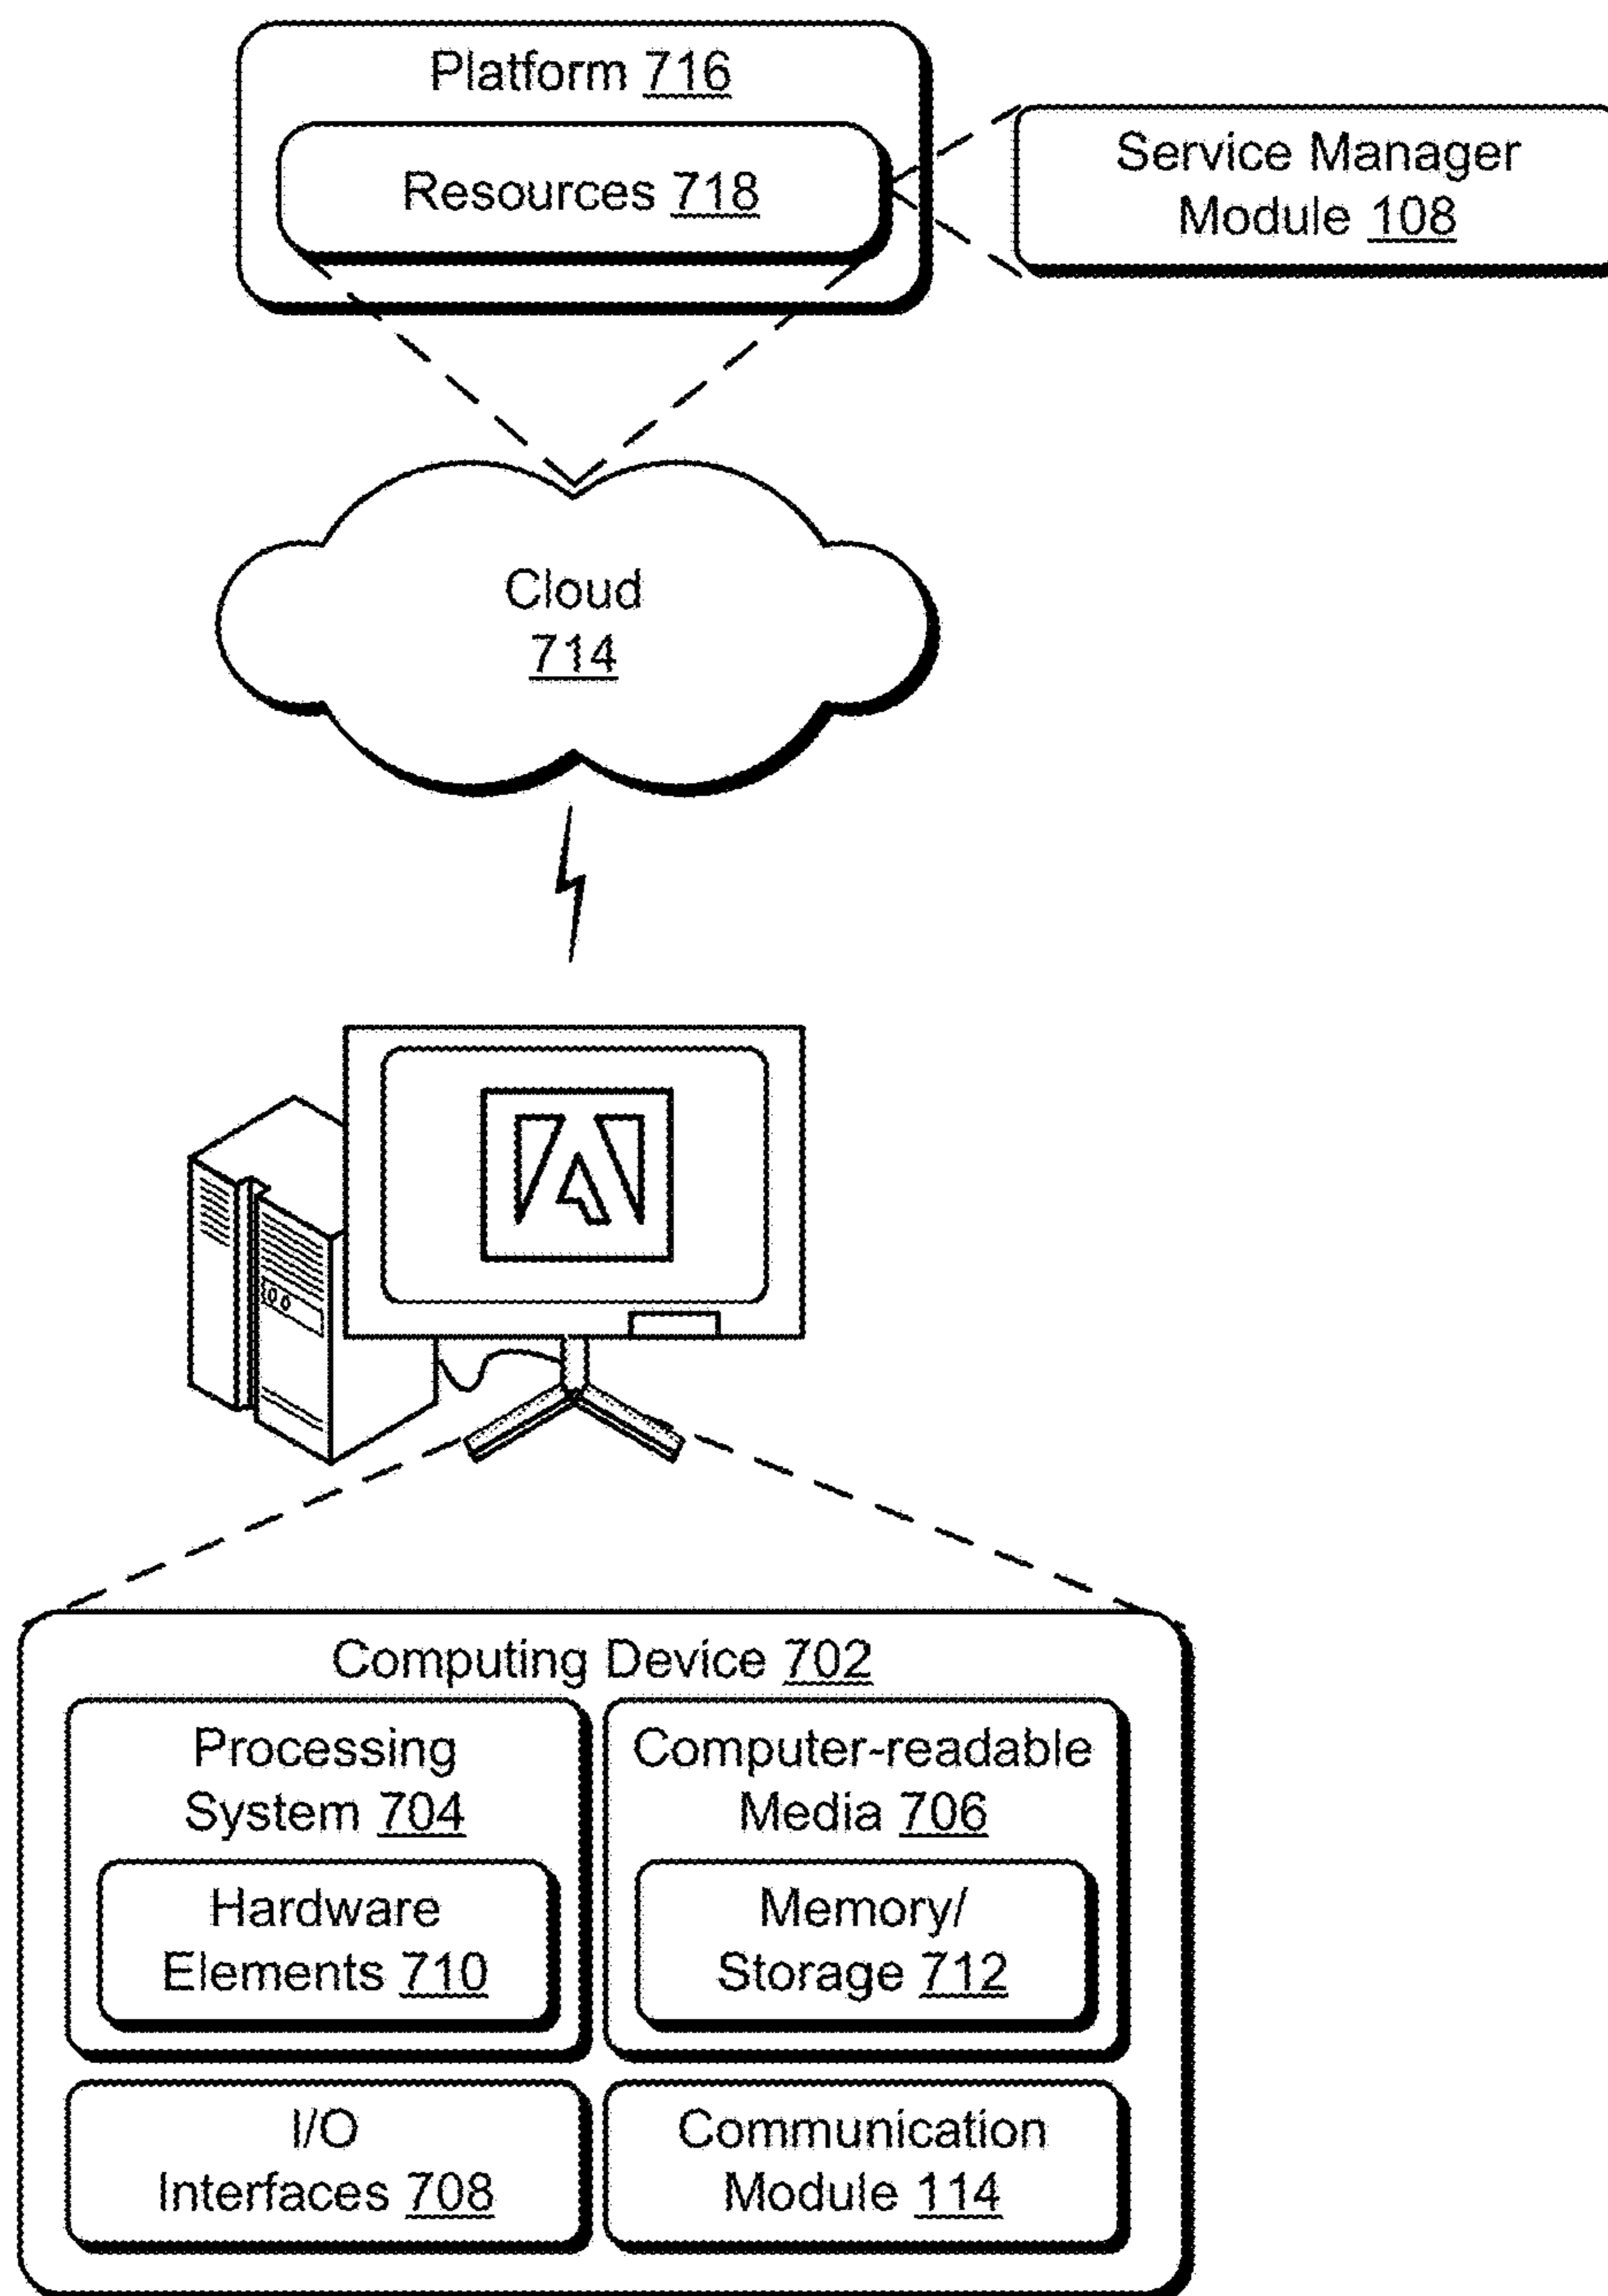 Platform 716
Resources 718
Service Manager
Module 108
Cloud
714
Computing Device 702
Processing
System 704
Hardware
Elements 710
Computer-readable
Media 706
Memory/
Storage 712
I/O
Interfaces 708
Communication
Module 114